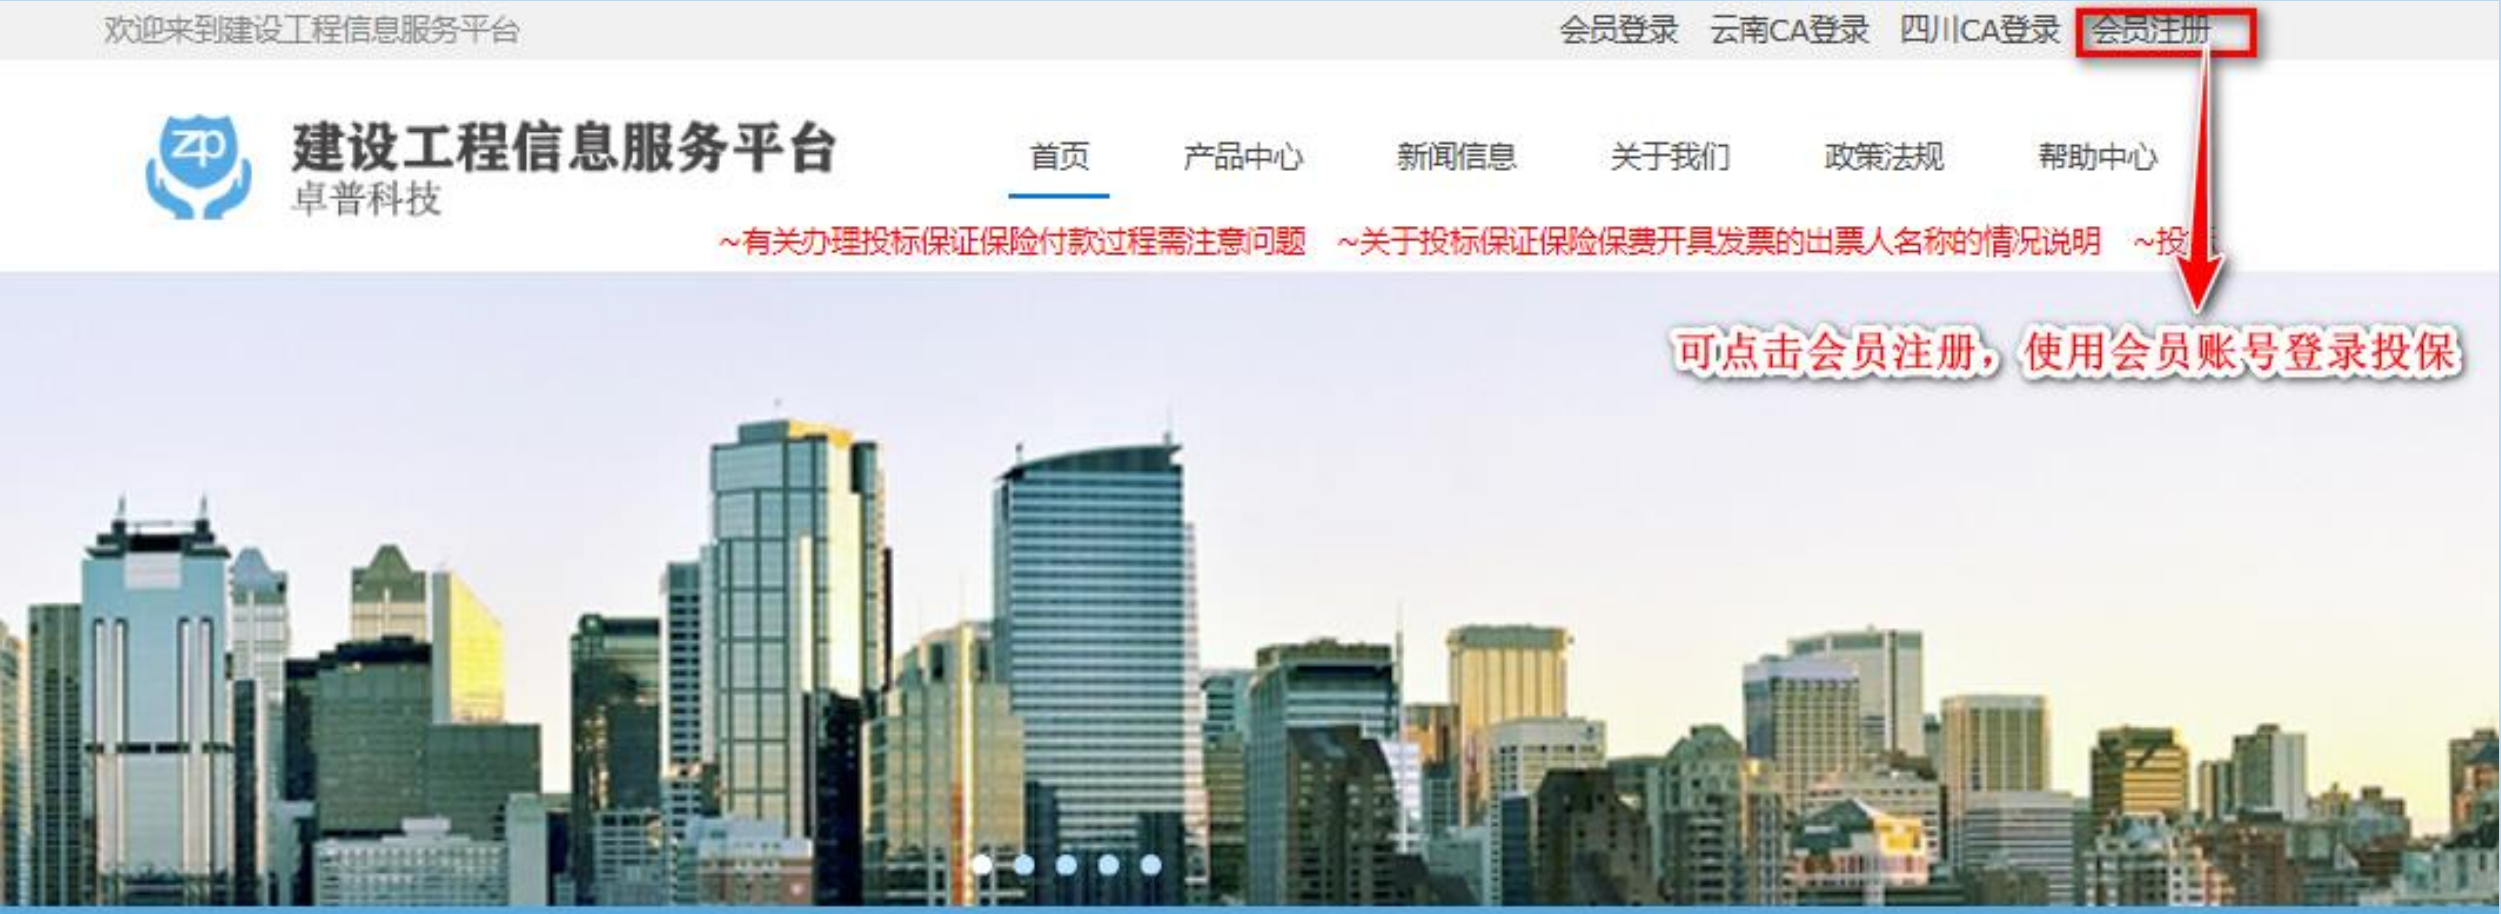 欢迎来到建设工程信息服务平台
会员登录 云南CA登录 四川CA登录 会员注册
zp
建设工程信息服务平台
卓普科技
首页 产品中心 新闻信息 关于我们 政策法规 帮助中心
~有关办理投标保证保险付款过程需注意问题 ~关于投标保证保险保费开具发票的出票人名称的情况说明 ~投
可点击会员注册，使用会员账号登录投保